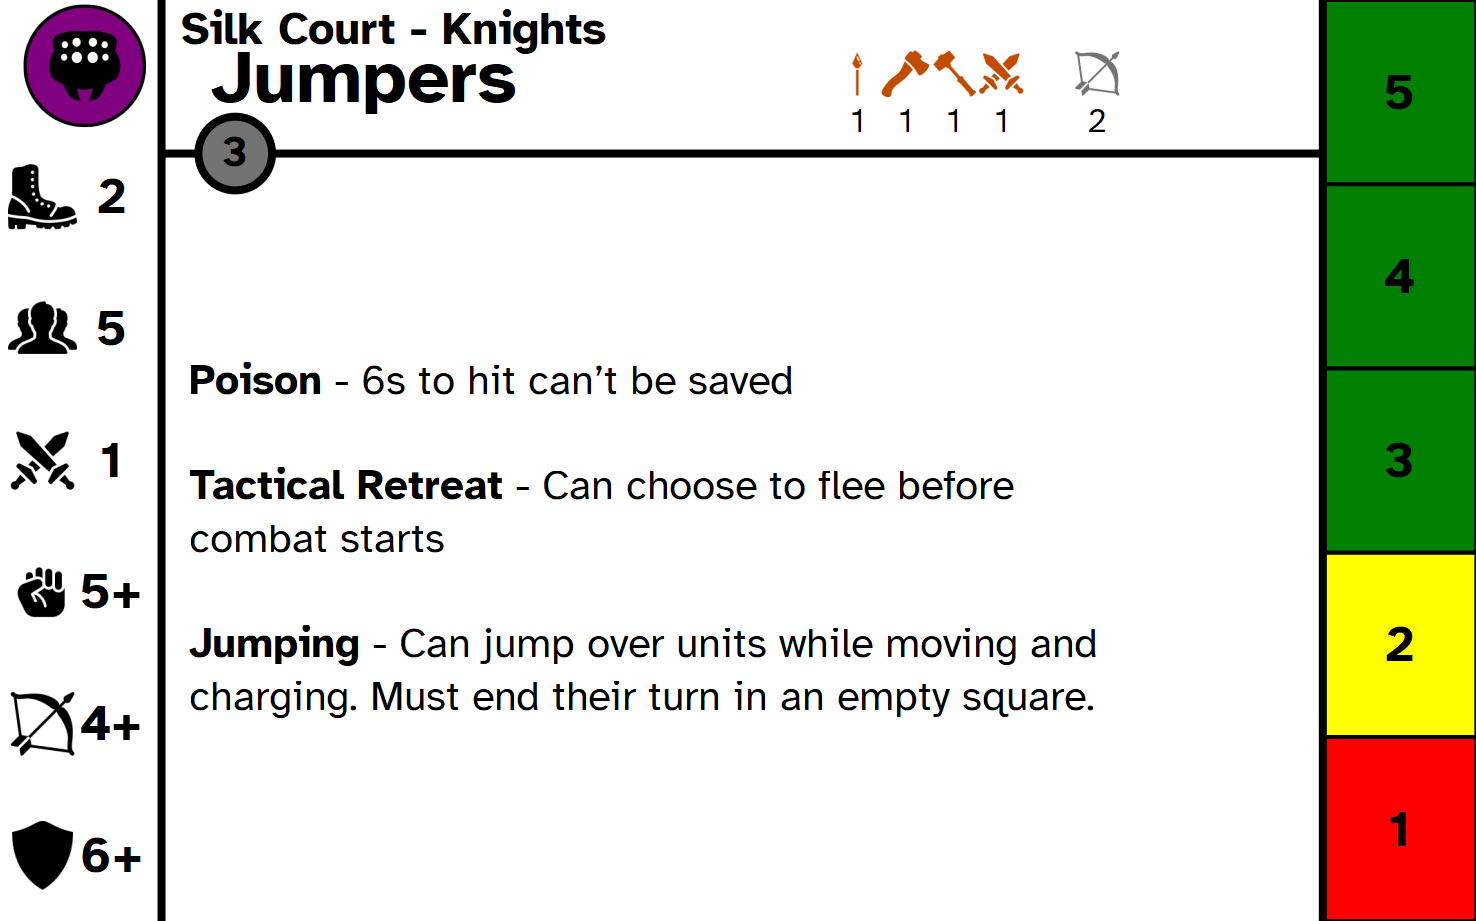 Silk Court - Knights
Jumpers
1 1 1 1 2
3
2
5
1
5+
4+
6+
Poison - 6s to hit can’t be saved
Tactical Retreat - Can choose to flee before
combat starts
Jumping - Can jump over units while moving and
charging. Must end their turn in an empty square.
5
4
3
2
1